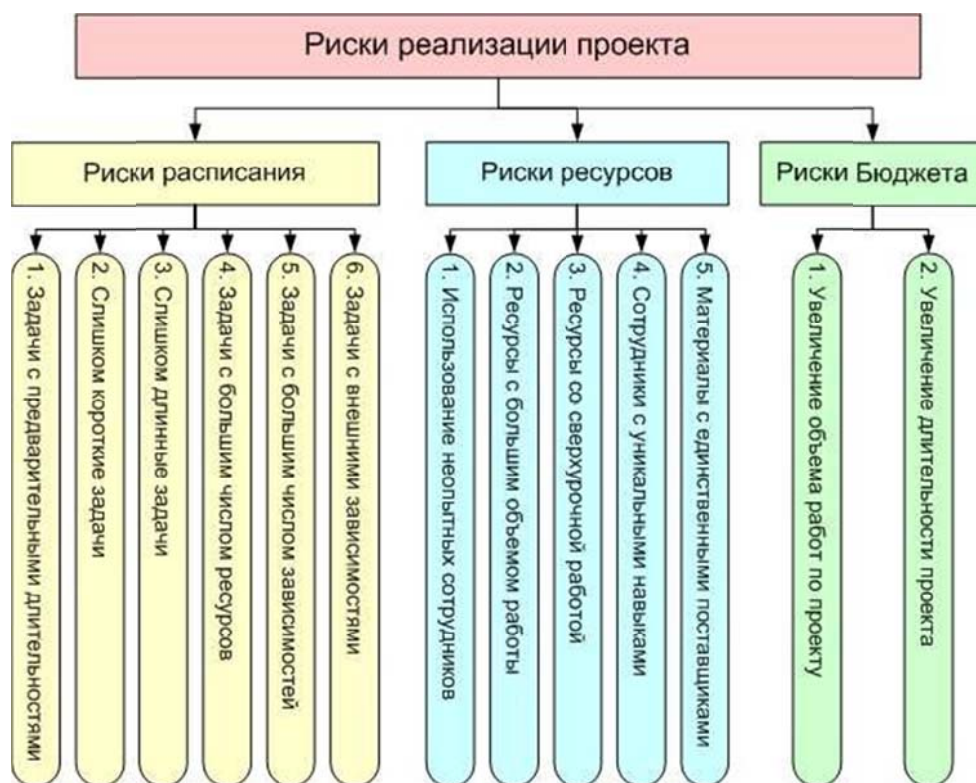 Риски реализации проекта
Риски расписания
Риски ресурсов
Риски Бюджета
1. Задачи с предварительными длительностями
2. Слишком короткие задачи
3. Слишком длинные задачи
4. Задачи с большим числом ресурсов
5. Задачи с большим числом зависимостей
6. Задачи с внешними зависимостями
1. Использование неопытных сотрудников
2. Ресурсы с большим объемом работы
3. Ресурсы со сверхурочной работой
4. Сотрудники с уникальными навыками
5. Материалы с единственными поставщиками
1. Увеличение объема работ по проекту
2. Увеличение длительности проекта